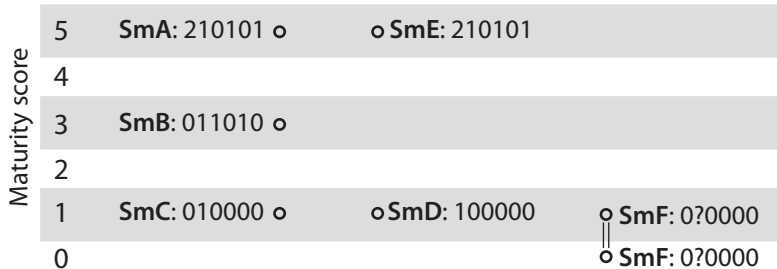 Maturity score
5 SmA: 210101 SmE: 210101
4
3 SmB: 011010
2
1 SmC: 010000 SmD: 100000 SmF: 0?0000
0 SmF: 0?0000